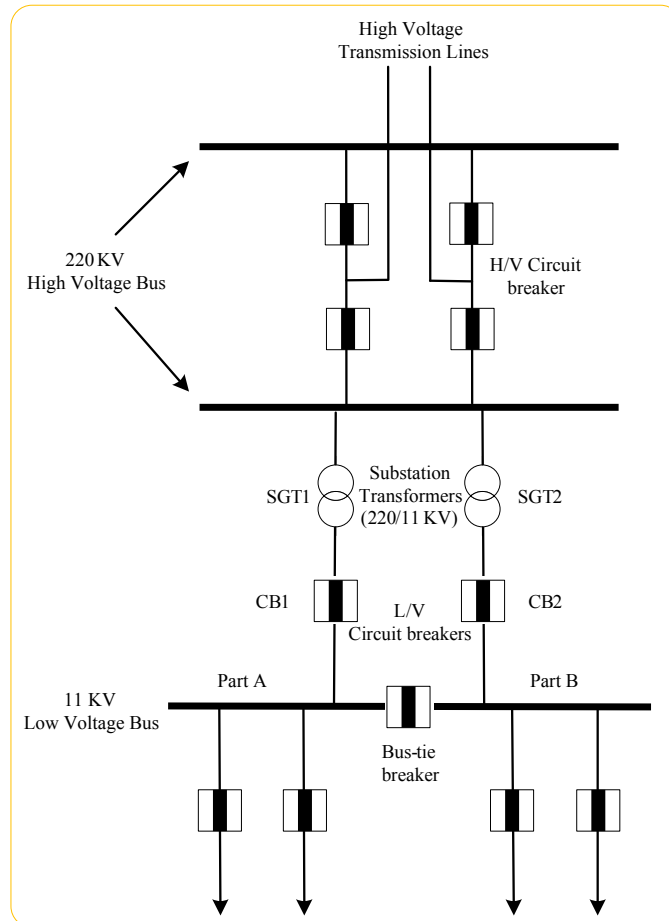 High Voltage
Transmission Lines
220 KV
High Voltage Bus
H/V Circuit
breaker
SGT1
Substation
Transformers
(220/11 KV)
SGT2
CB1
L/V
Circuit breakers
CB2
Part A
Part B
11 KV
Low Voltage Bus
Bus-tie
breaker